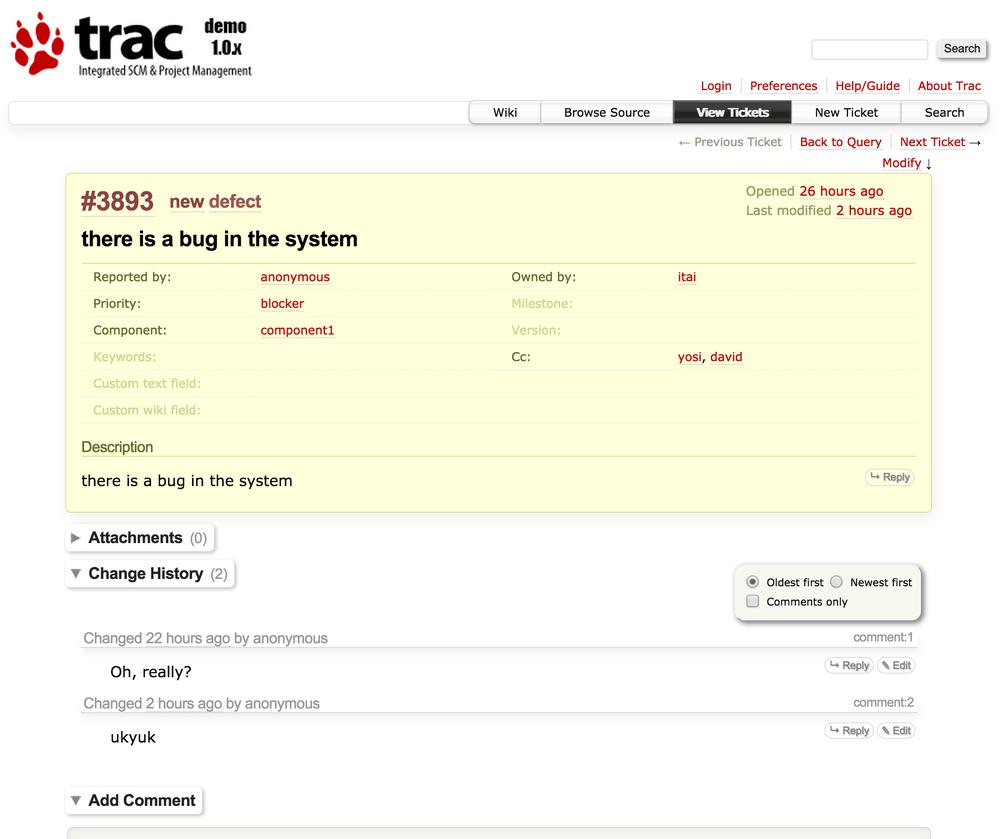 trac demo
1.0.x
Integrated SCM & Project Management
Search
Login Preferences Help/Guide About Trac
Wiki Browse Source View Tickets New Ticket Search
← Previous Ticket Back to Query Next Ticket →
Modify ↓
#3893 new defect
Opened 26 hours ago
Last modified 2 hours ago
there is a bug in the system
Reported by: anonymous Owned by: itai
Priority: blocker Milestone:
Component: component1 Version:
Keywords: Cc: yosi, david
Custom text field:
Custom wiki field:
Description
there is a bug in the system
↪ Reply
▶ Attachments (0)
▼ Change History (2)
Oldest first Newest first
Comments only
Changed 22 hours ago by anonymous comment:1
Oh, really?
↪ Reply ✎ Edit
Changed 2 hours ago by anonymous comment:2
ukyuk
↪ Reply ✎ Edit
▼ Add Comment